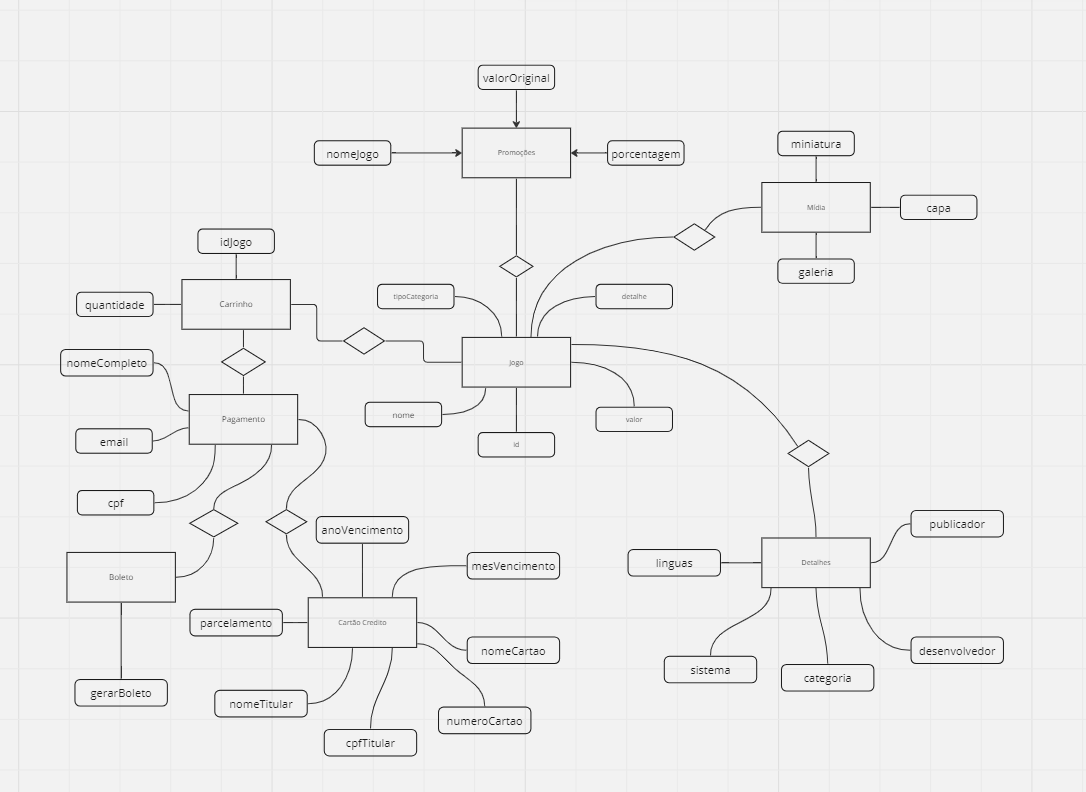 valorOriginal
nomeJogo
Promoções
porcentagem
miniatura
Mídia
capa
galeria
idJogo
Carrinho
quantidade
tipoCategoria
detalhe
Jogo
nome
valor
id
nomeCompleto
Pagamento
email
cpf
anoVencimento
mesVencimento
Boleto
gerarBoleto
parcelamento
Cartão Credito
nomeCartao
nomeTitular
numeroCartao
cpfTitular
publicador
linguas
Detalhes
sistema
categoria
desenvolvedor